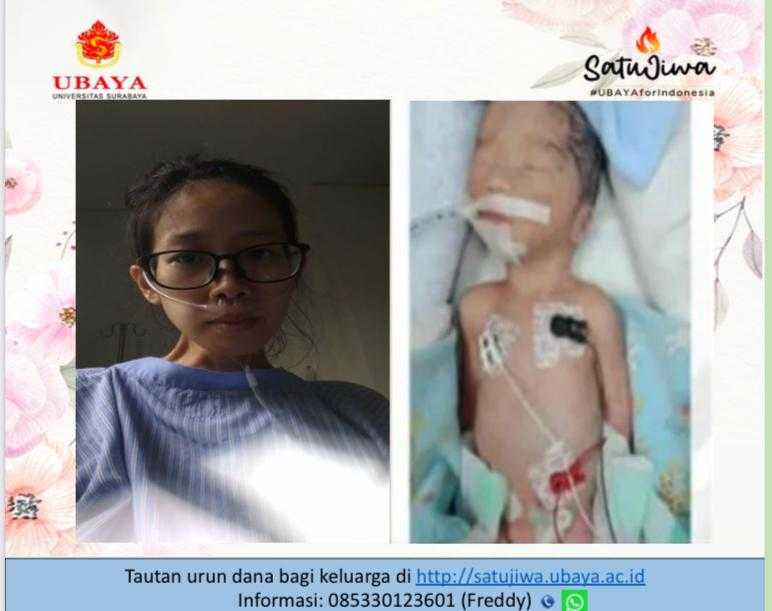 UBAYA
UNIVERSITAS SURABAYA
SatuJiwa
#UBAYAforIndonesia
Tautan urun dana bagi keluarga di http://satujiwa.ubaya.ac.id
Informasi: 085330123601 (Freddy)